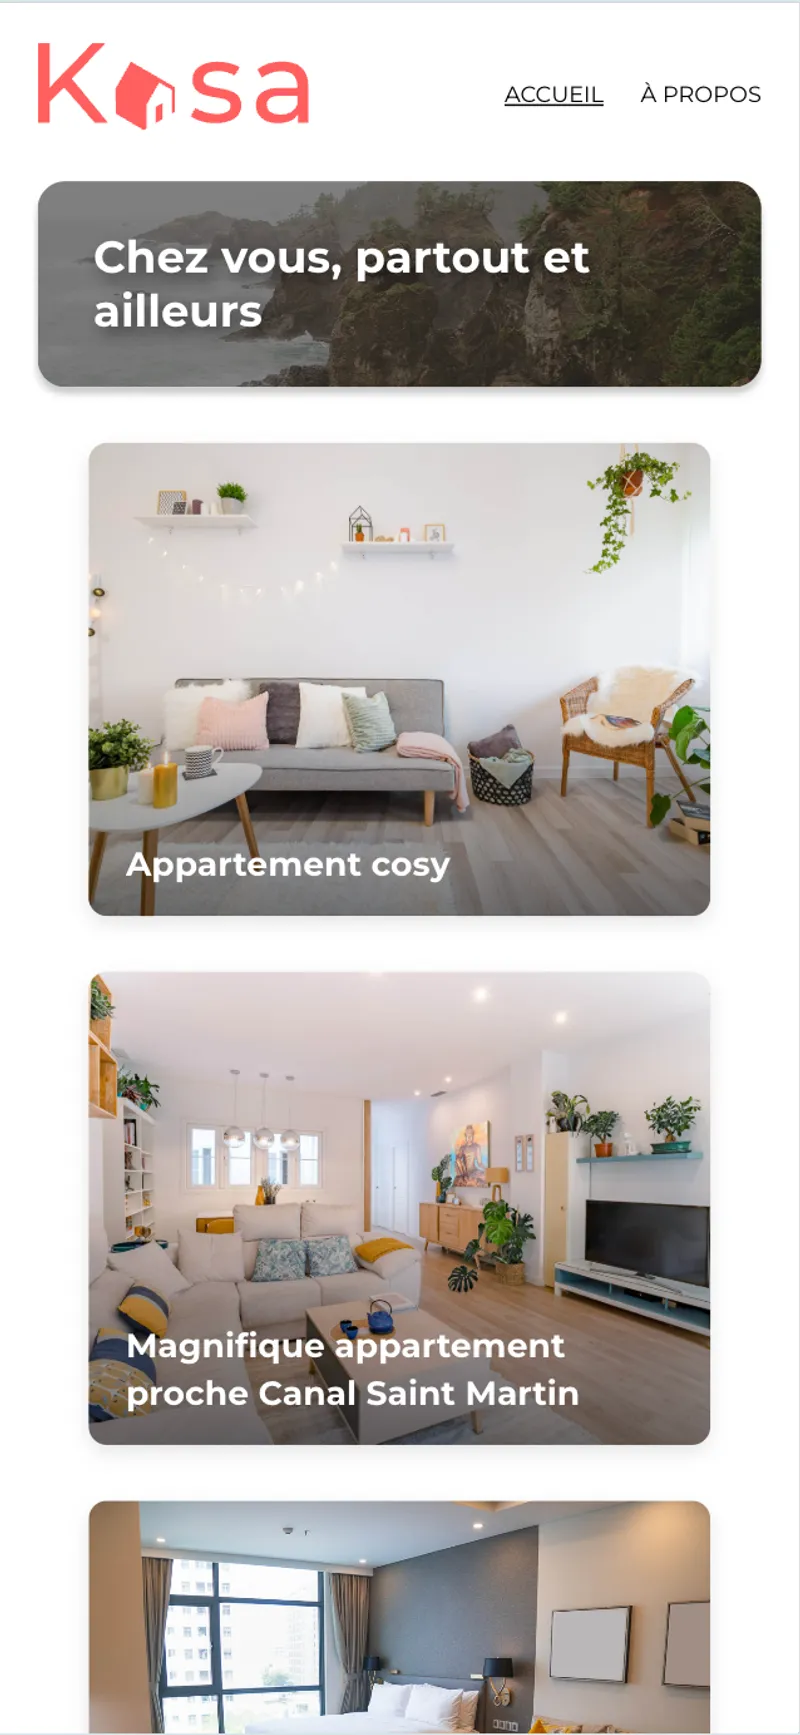 Kasa
ACCUEIL
À PROPOS
Chez vous, partout et
ailleurs
Appartement cosy
Magnifique appartement
proche Canal Saint Martin